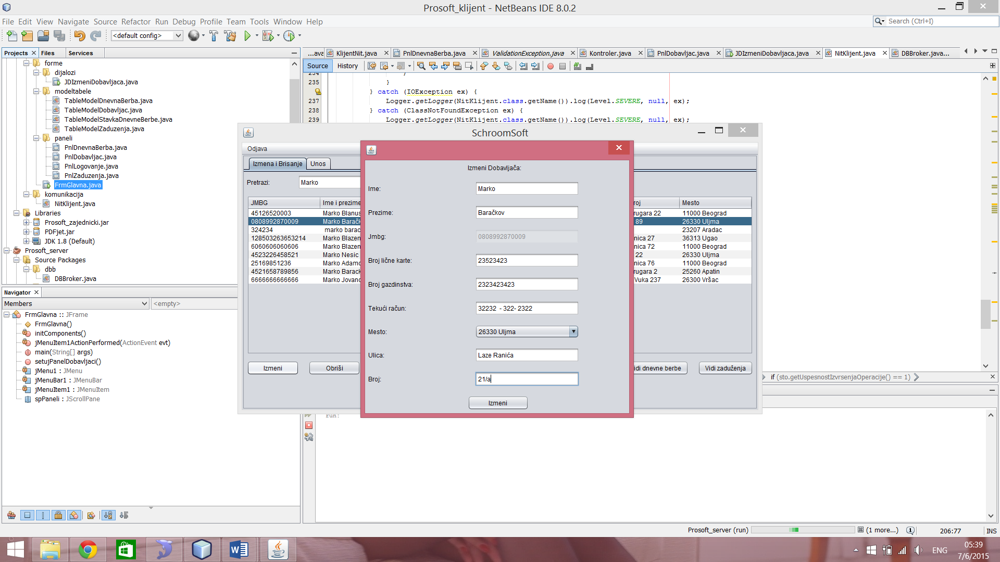 Prosoft_klijent - NetBeans IDE 8.0.2
File Edit View Navigate Source Refactor Run Debug Profile Team Tools Window Help
Search (Ctrl+I)
<default config>
Projects Files Services
forme
dijalozi
JDIzmeniDobavljaca.java
modeltabele
TableModelDnevnaBerba.java
TableModelDobavljac.java
TableModelStavkaDnevneBerbe.java
TableModelZaduzenja.java
paneli
PnlDnevnaBerba.java
PnlDobavljac.java
PnlLogovanje.java
PnlZaduzenja.java
FrmGlavna.java
komunikacija
NitKlijent.java
Libraries
Prosoft_zajednicki.jar
PDFjet.jar
JDK 1.8 (Default)
Prosoft_server
Source Packages
dbb
DBBroker.java
Navigator
Members
<empty>
FrmGlavna :: JFrame
FrmGlavna()
initComponents()
jMenuItem1ActionPerformed(ActionEvent evt)
main(String[] args)
setujPanelDobavljaci()
jMenu1 : JMenu
jMenuBar1 : JMenuBar
jMenuItem1 : JMenuItem
spPaneli : JScrollPane
...ava KlijentNit.java PnlDnevnaBerba.java ValidationException.java Kontroler.java PnlDobavljac.java JDIzmeniDobavljaca.java NitKlijent.java DBBroker.java...
Source History
234 }
235 }
} catch (IOException ex) {
237 Logger.getLogger(NitKlijent.class.getName()).log(Level.SEVERE, null, ex);
238 } catch (ClassNotFoundException ex) {
239 Logger.getLogger(NitKlijent.class.getName()).log(Level.SEVERE, null, ex);
SchroomSoft
Odjava
Izmena i Brisanje Unos
Pretrazi: Marko
JMBG Ime i prezime roj Mesto
45126520003 Marko Blanus rugara 22 11000 Beograd
0808992870009 Marko Baračk 89 26330 Uljma
324234 marko barac 23207 Aradac
128503263653214 Marko Blazen nica 27 36313 Ugao
6060606060606 Marko Blazen nica 72 11000 Beograd
4523226458521 Marko Nesic 22 26330 Uljma
25169851236 Marko Adamo nica 76 11000 Beograd
4521658789856 Marko Barack rugara 2 25260 Apatin
6666666666666 Marko Jovano Vuka 237 26300 Vršac
Izmeni Obriši idi dnevne berbe Vidi zaduženja
Izmeni Dobavljača:
Ime: Marko
Prezime: Baračkov
Jmbg: 0808992870009
Broj lične karte: 23523423
Broj gazdinstva: 2323423423
Tekući račun: 32232 - 322- 2322
Mesto: 26330 Uljma
Ulica: Laze Ranića
Broj: 21/a
Izmeni
if (sto.getUspesnostIzvrsenjaOperacije() == 1)
run:
Prosoft_server (run) (1 more...) 1 206:77 INS
ENG
05:39
7/6/2015